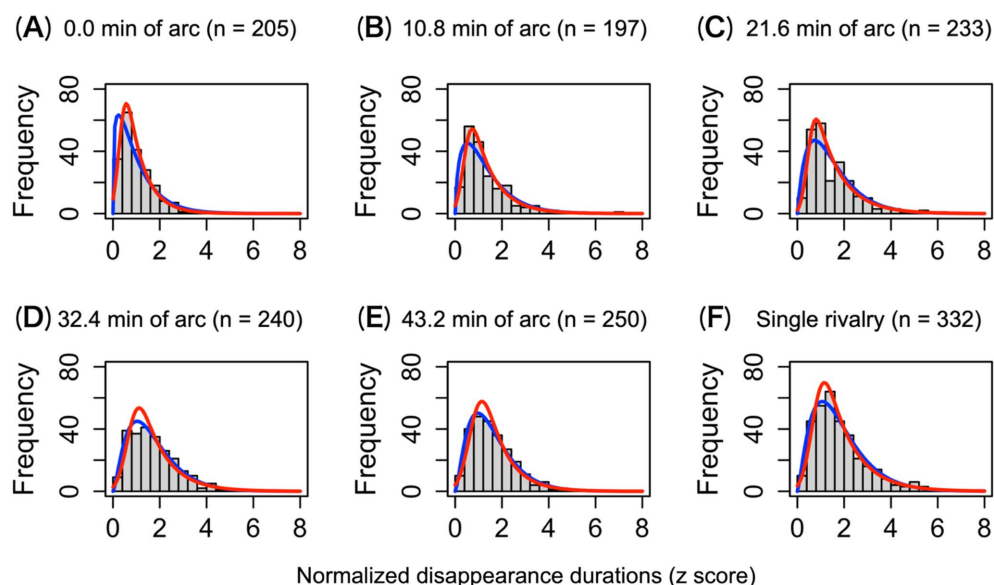 (A) 0.0 min of arc (n = 205)
(B) 10.8 min of arc (n = 197)
(C) 21.6 min of arc (n = 233)
Frequency
0 40 80
0 2 4 6 8
Frequency
0 40 80
0 2 4 6 8
Frequency
0 40 80
0 2 4 6 8
(D) 32.4 min of arc (n = 240)
(E) 43.2 min of arc (n = 250)
(F) Single rivalry (n = 332)
Frequency
0 40 80
0 2 4 6 8
Frequency
0 40 80
0 2 4 6 8
Frequency
0 40 80
0 2 4 6 8
Normalized disappearance durations (z score)